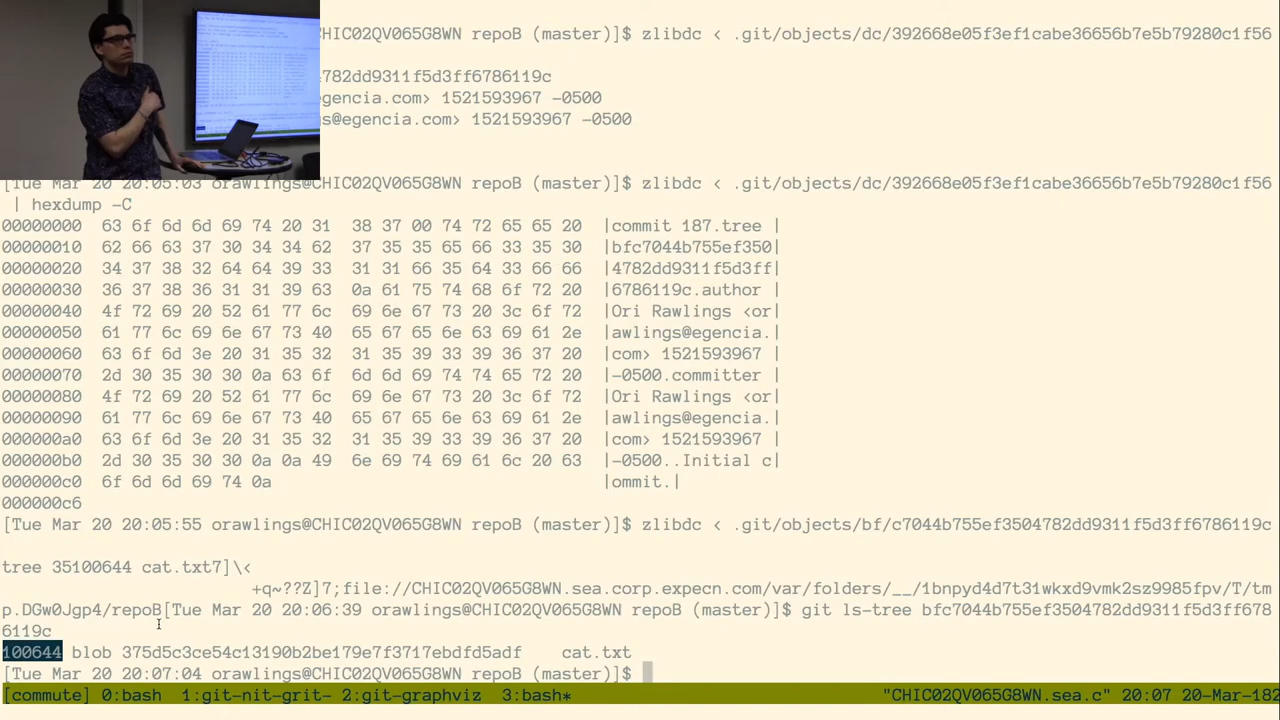 CHIC02QV065G8WN repoB (master)]$ zlibdc < .git/objects/dc/392668e05f3ef1cabe36656b7e5b79280c1f56
4782dd9311f5d3ff6786119c
egencia.com> 1521593967 -0500
s@egencia.com> 1521593967 -0500
[Tue Mar 20 20:05:03 orawlings@CHIC02QV065G8WN repoB (master)]$ zlibdc < .git/objects/dc/392668e05f3ef1cabe36656b7e5b79280c1f56
| hexdump -C
00000000  63 6f 6d 6d 69 74 20 31  38 37 00 74 72 65 65 20  |commit 187.tree |
00000010  62 66 63 37 30 34 34 62  37 35 35 65 66 33 35 30  |bfc7044b755ef350|
00000020  34 37 38 32 64 64 39 33  31 31 66 35 64 33 66 66  |4782dd9311f5d3ff|
00000030  36 37 38 36 31 31 39 63  0a 61 75 74 68 6f 72 20  |6786119c.author |
00000040  4f 72 69 20 52 61 77 6c  69 6e 67 73 20 3c 6f 72  |Ori Rawlings <or|
00000050  61 77 6c 69 6e 67 73 40  65 67 65 6e 63 69 61 2e  |awlings@egencia.|
00000060  63 6f 6d 3e 20 31 35 32  31 35 39 33 39 36 37 20  |com> 1521593967 |
00000070  2d 30 35 30 30 0a 63 6f  6d 6d 69 74 74 65 72 20  |-0500.committer |
00000080  4f 72 69 20 52 61 77 6c  69 6e 67 73 20 3c 6f 72  |Ori Rawlings <or|
00000090  61 77 6c 69 6e 67 73 40  65 67 65 6e 63 69 61 2e  |awlings@egencia.|
000000a0  63 6f 6d 3e 20 31 35 32  31 35 39 33 39 36 37 20  |com> 1521593967 |
000000b0  2d 30 35 30 30 0a 0a 49  6e 69 74 69 61 6c 20 63  |-0500..Initial c|
000000c0  6f 6d 6d 69 74 0a                                 |ommit.|
000000c6
[Tue Mar 20 20:05:55 orawlings@CHIC02QV065G8WN repoB (master)]$ zlibdc < .git/objects/bf/c7044b755ef3504782dd9311f5d3ff6786119c
tree 35100644 cat.txt7]\<
+q~??Z]7;file://CHIC02QV065G8WN.sea.corp.expecn.com/var/folders/__/1bnpyd4d7t31wkxd9vmk2sz9985fpv/T/tm
p.DGw0Jgp4/repoB[Tue Mar 20 20:06:39 orawlings@CHIC02QV065G8WN repoB (master)]$ git ls-tree bfc7044b755ef3504782dd9311f5d3ff678
6119c
100644 blob 375d5c3ce54c13190b2be179e7f3717ebdfd5adf    cat.txt
[Tue Mar 20 20:07:04 orawlings@CHIC02QV065G8WN repoB (master)]$
[commute] 0:bash  1:git-nit-grit- 2:git-graphviz  3:bash*    "CHIC02QV065G8WN.sea.c" 20:07 20-Mar-182